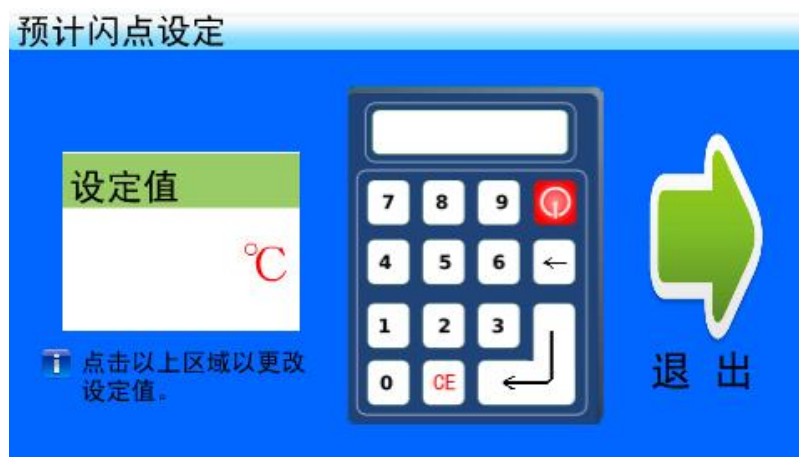 预计闪点设定
设定值
℃
点击以上区域以更改
设定值。
7 8 9
4 5 6 ←
1 2 3
0 CE
退 出